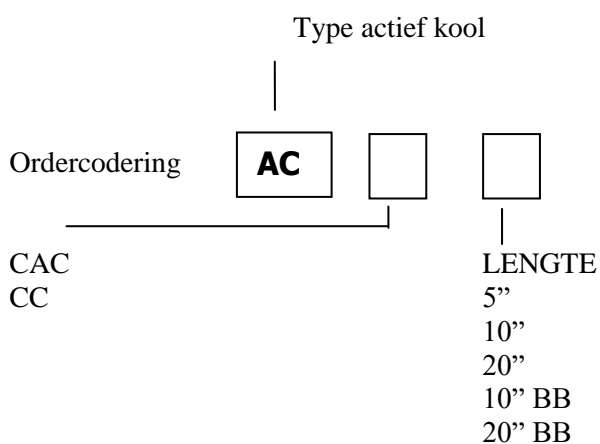 Type actief kool
Ordercodering AC
CAC
CC
LENGTE
5”
10”
20”
10” BB
20” BB